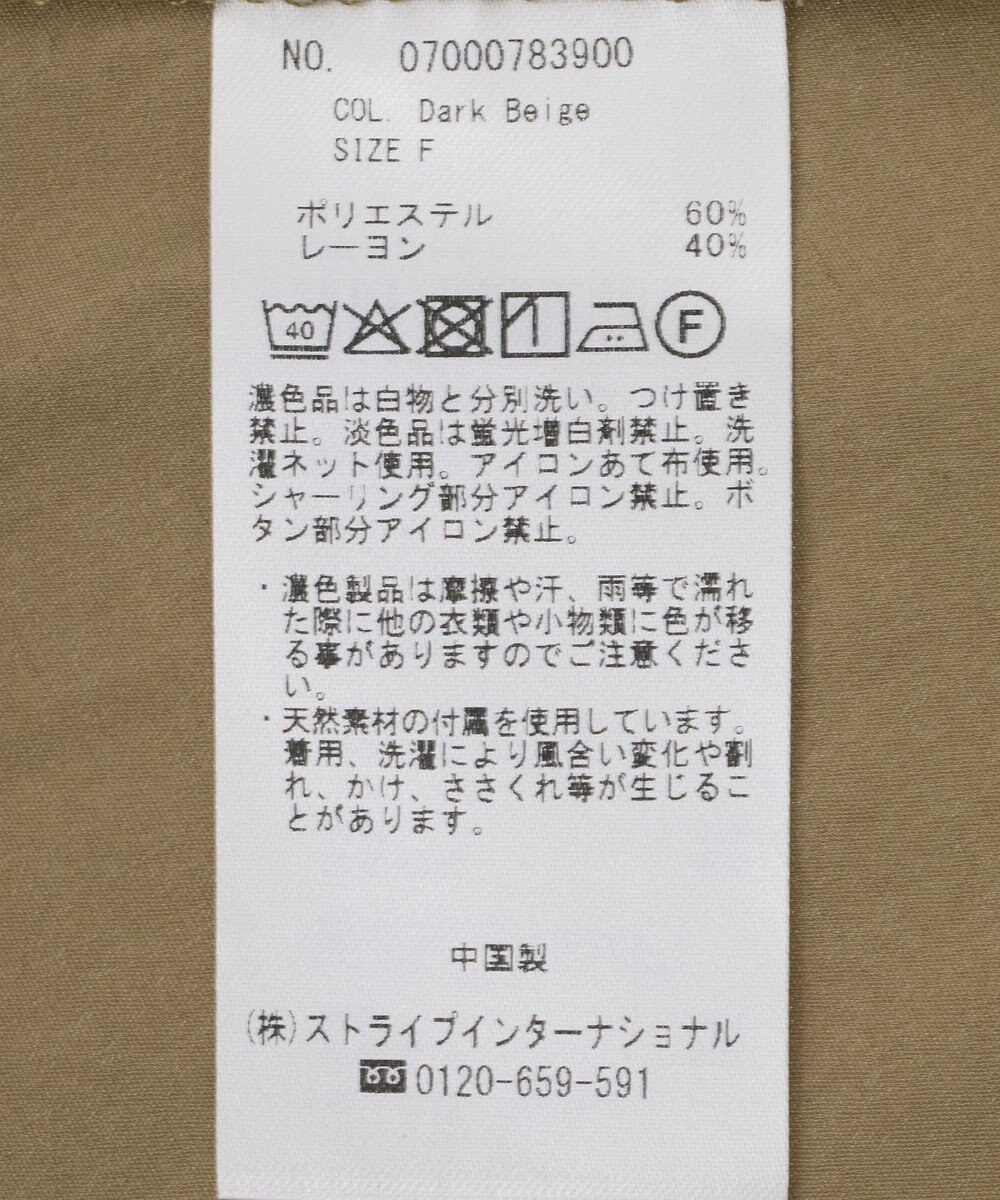 NO. 07000783900
COL. Dark Beige
SIZE F
ポリエステル 60%
レーヨン 40%
40 F
濃色品は白物と分別洗い。つけ置き
禁止。淡色品は蛍光増白剤禁止。洗
濯ネット使用。アイロンあて布使用。
シャーリング部分アイロン禁止。ボ
タン部分アイロン禁止。
・濃色製品は摩擦や汗、雨等で濡れ
た際に他の衣類や小物類に色が移
る事がありますのでご注意くださ
い。
・天然素材の付属を使用しています。
着用、洗濯により風合い変化や割
れ、かけ、ささくれ等が生じるこ
とがあります。
中国製
(株)ストライプインターナショナル
0120-659-591